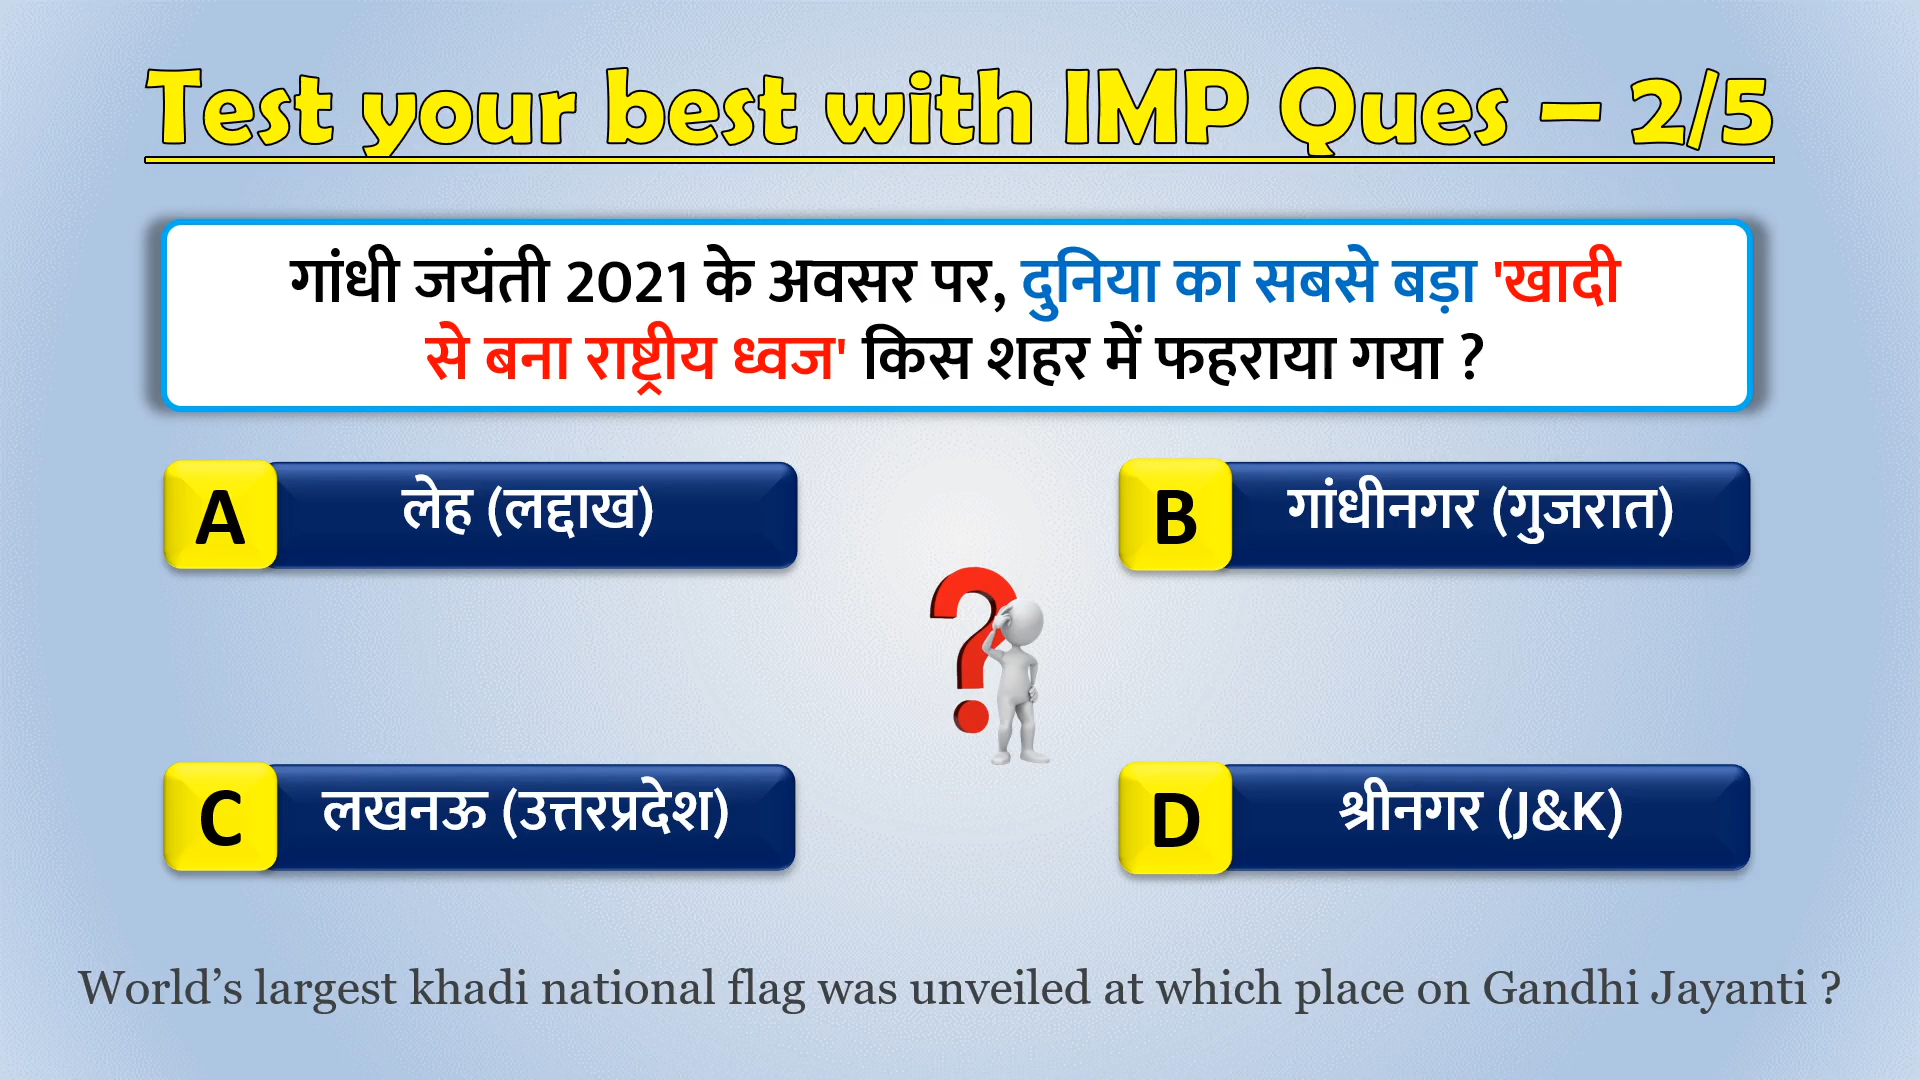 Test your best with IMP Ques – 2/5
गांधी जयंती 2021 के अवसर पर, दुनिया का सबसे बड़ा 'खादी
से बना राष्ट्रीय ध्वज' किस शहर में फहराया गया ?
A लेह (लद्दाख)
B गांधीनगर (गुजरात)
C लखनऊ (उत्तरप्रदेश)
D श्रीनगर (J&K)
World’s largest khadi national flag was unveiled at which place on Gandhi Jayanti ?